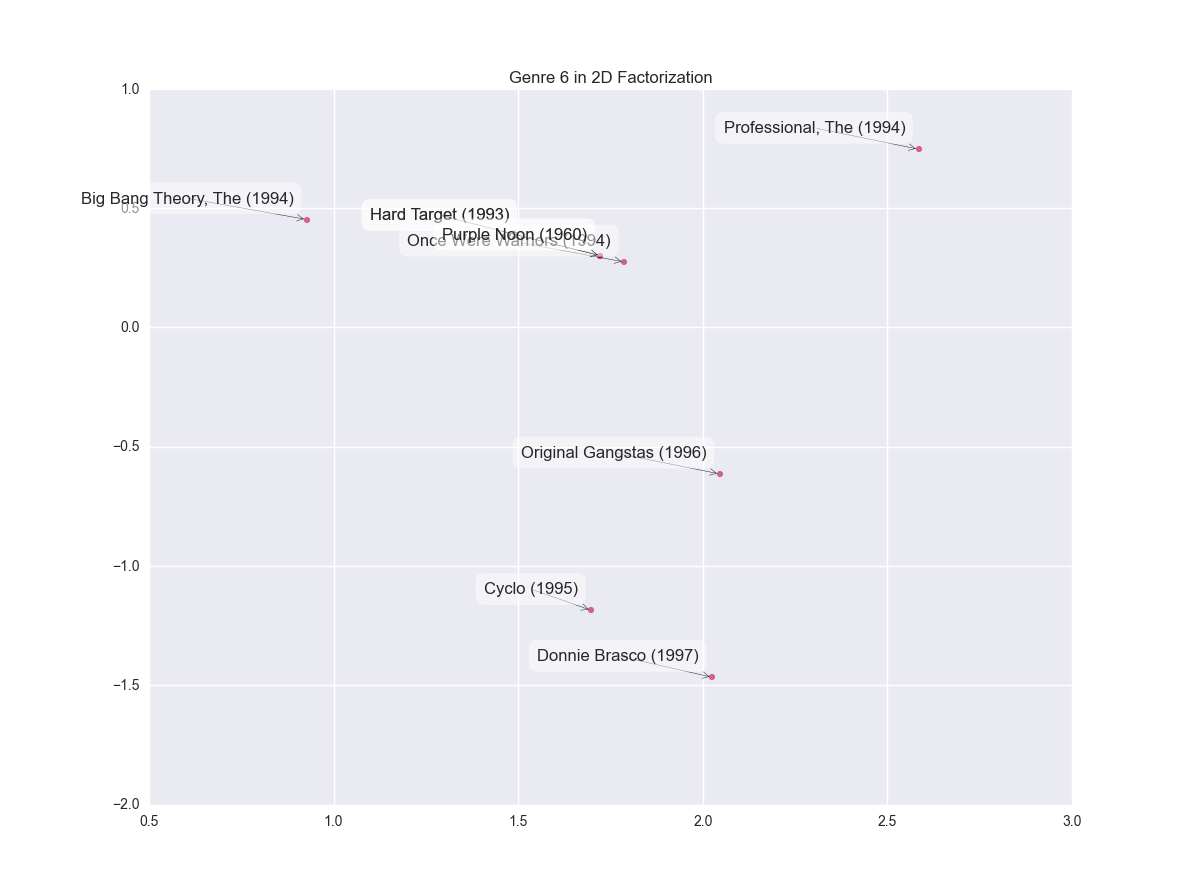 Genre 6 in 2D Factorization
1.0
Professional, The (1994)
Big Bang Theory, The (1994)
0.5
Hard Target (1993)
Purple Noon (1960)
Once Were Warriors (1994)
0.0
−0.5
Original Gangstas (1996)
−1.0
Cyclo (1995)
Donnie Brasco (1997)
−1.5
−2.0
0.5 1.0 1.5 2.0 2.5 3.0